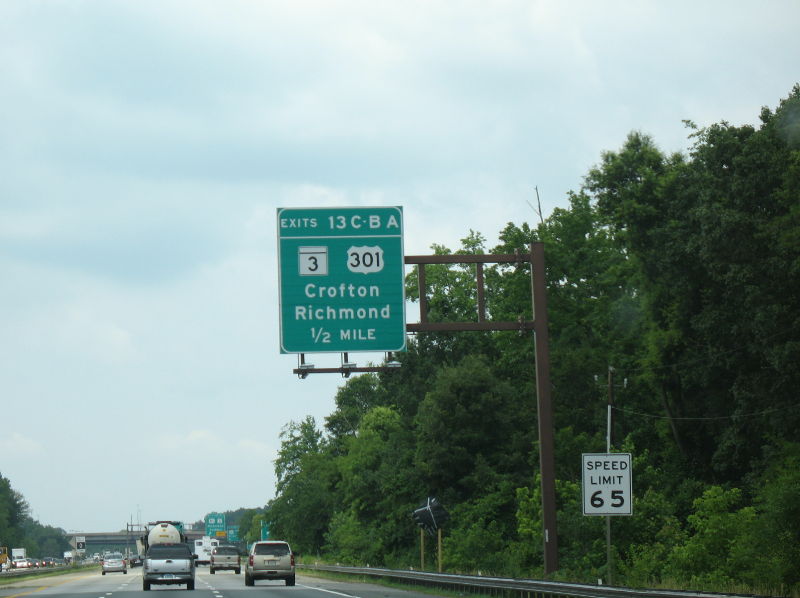 EXITS 13 C-B A
3 301
Crofton
Richmond
1/2 MILE
SPEED
LIMIT
65